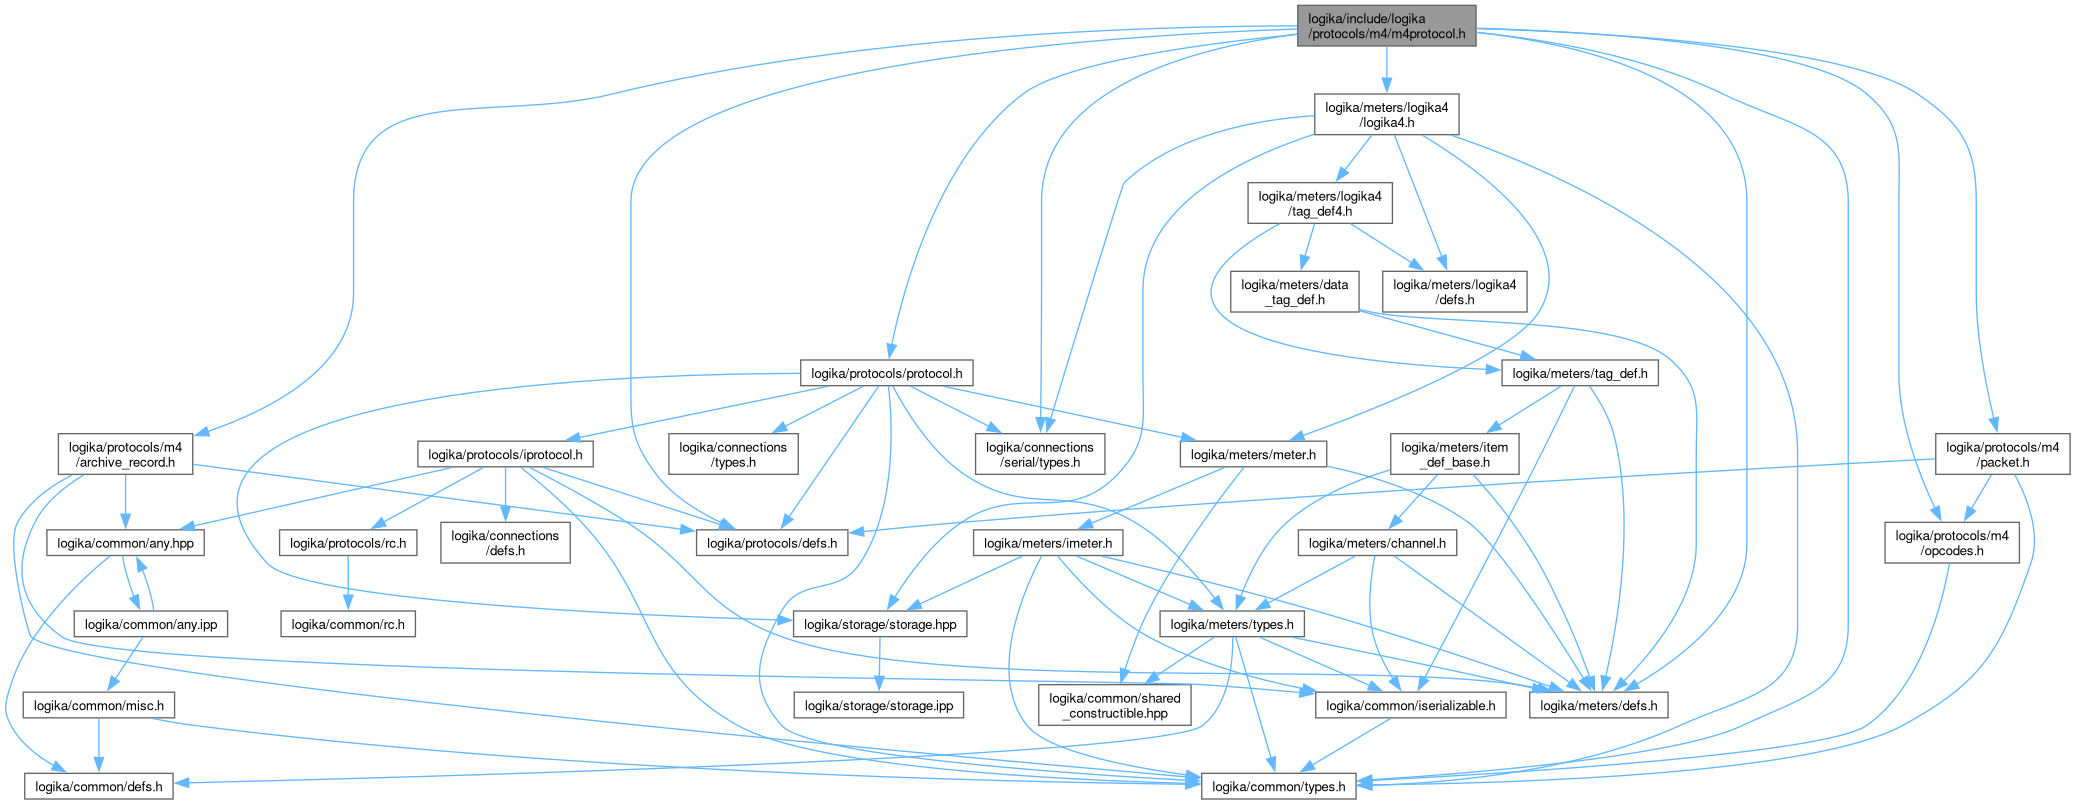 logika/include/logika
/protocols/m4/m4protocol.h
logika/meters/logika4
/logika4.h
logika/meters/logika4
/tag_def4.h
logika/meters/data
_tag_def.h
logika/meters/logika4
/defs.h
logika/protocols/protocol.h
logika/meters/tag_def.h
logika/protocols/m4
/archive_record.h
logika/protocols/iprotocol.h
logika/connections
/types.h
logika/connections
/serial/types.h
logika/meters/meter.h
logika/meters/item
_def_base.h
logika/protocols/m4
/packet.h
logika/common/any.hpp
logika/protocols/rc.h
logika/connections
/defs.h
logika/protocols/defs.h
logika/meters/imeter.h
logika/meters/channel.h
logika/protocols/m4
/opcodes.h
logika/common/any.ipp
logika/common/rc.h
logika/storage/storage.hpp
logika/meters/types.h
logika/common/misc.h
logika/storage/storage.ipp
logika/common/shared
_constructible.hpp
logika/common/iserializable.h
logika/meters/defs.h
logika/common/defs.h
logika/common/types.h